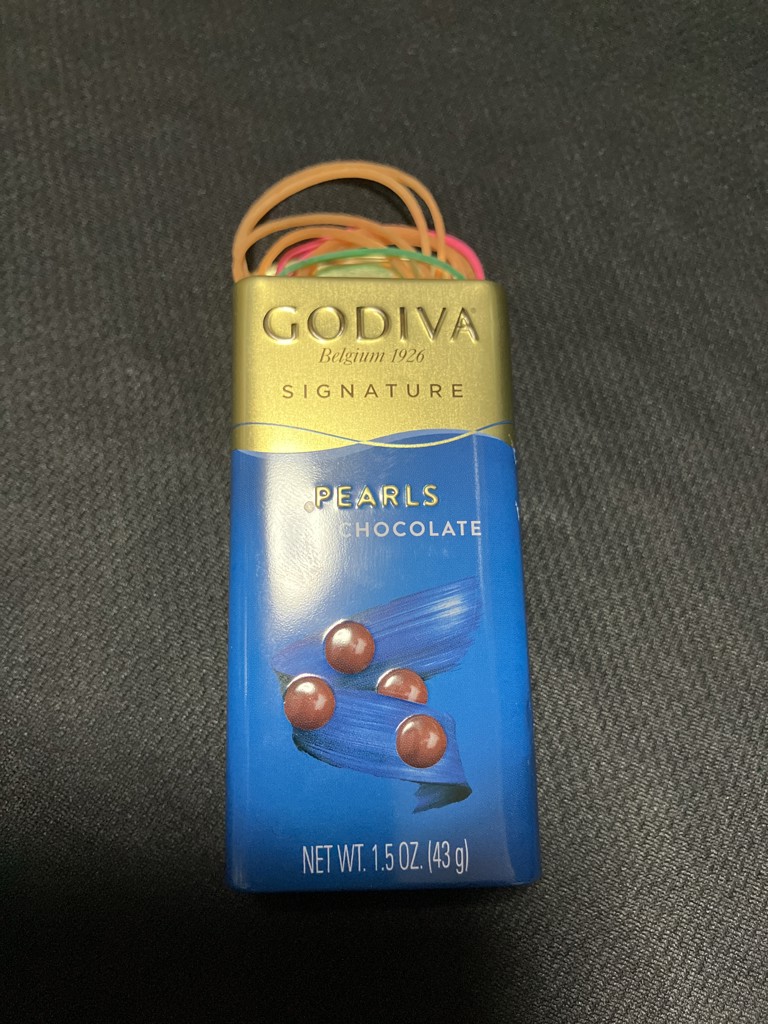 GODIVA
Belgium 1926
SIGNATURE
PEARLS
CHOCOLATE
NET WT. 1.5 OZ. (43 g)